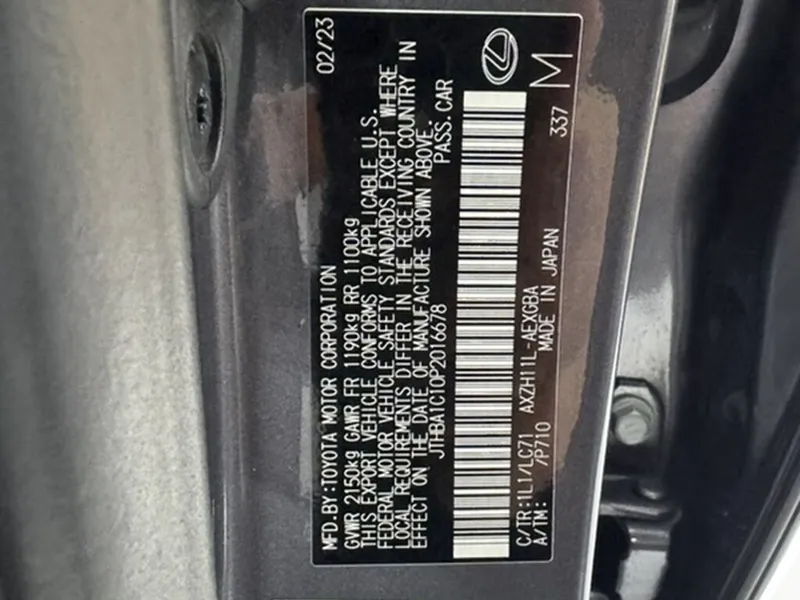 MFD.BY:TOYOTA MOTOR CORPORATION 02/23
GVWR 2150kg GAWR FR 1190kg RR 1100kg
THIS EXPORT VEHICLE CONFORMS TO APPLICABLE U.S.
FEDERAL MOTOR VEHICLE SAFETY STANDARDS EXCEPT WHERE
LOCAL REQUIREMENTS DIFFER IN THE RECEIVING COUNTRY IN
EFFECT ON THE DATE OF MANUFACTURE SHOWN ABOVE.
JTHBA1C10P2016678 PASS.CAR
C/TR:1L1/LC71 AXZH11L-AEXGBA 337
A/TM: /P710 MADE IN JAPAN M